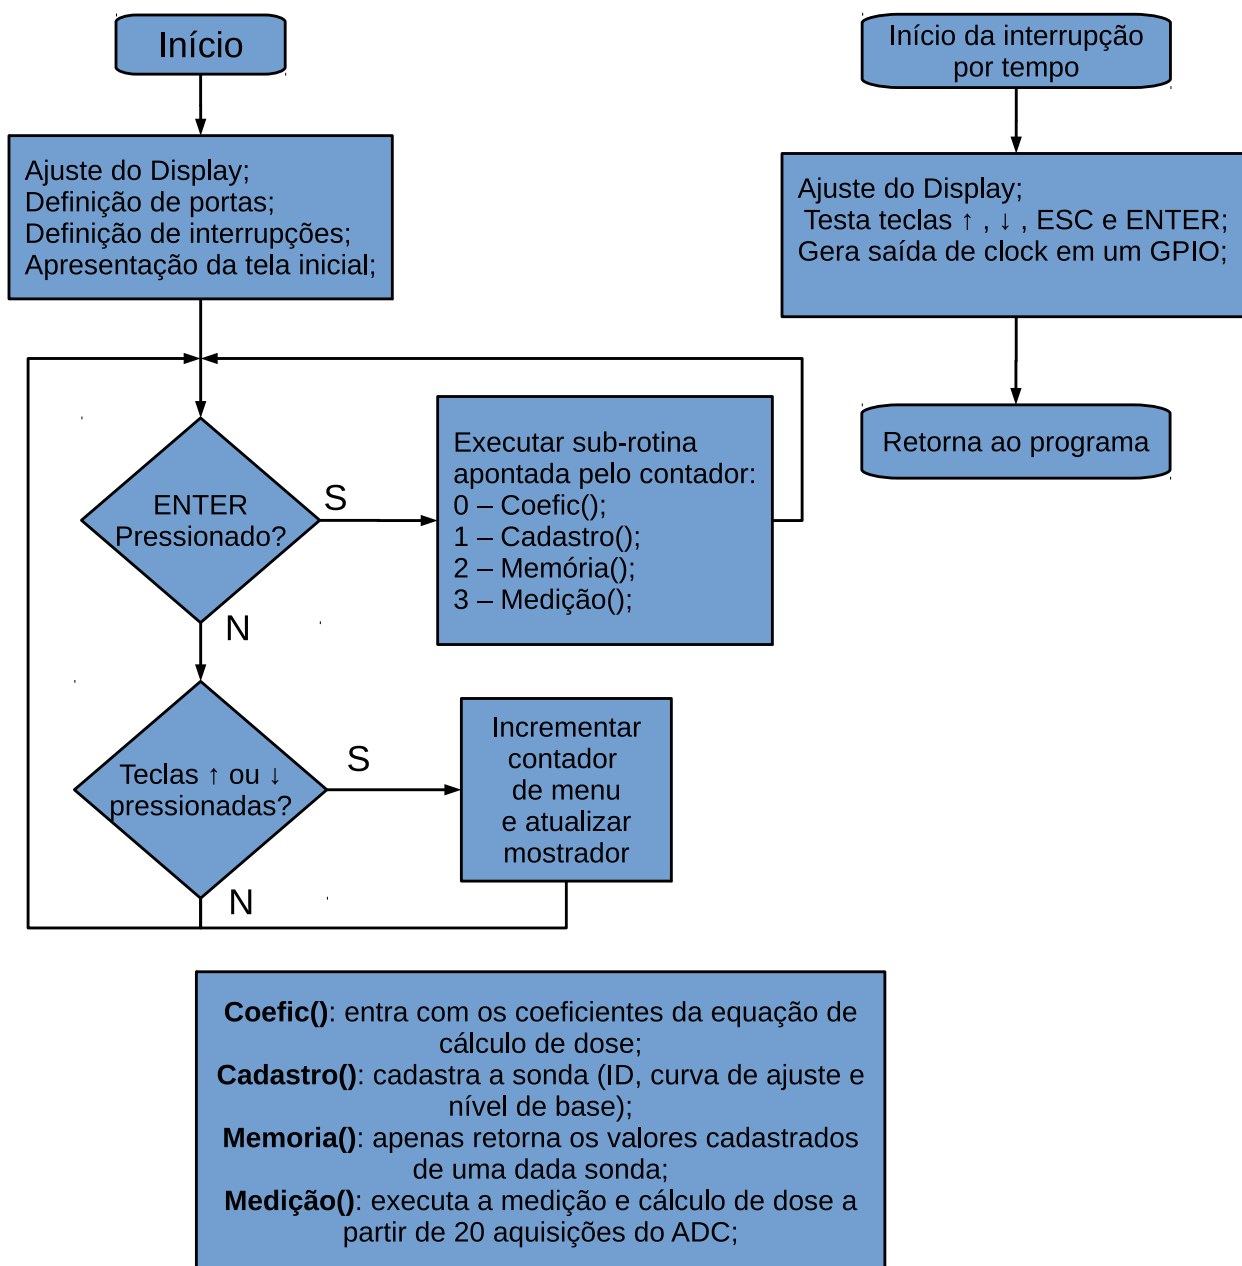 Início
Ajuste do Display;
Definição de portas;
Definição de interrupções;
Apresentação da tela inicial;
ENTER
Pressionado?
S
N
Executar sub-rotina
apontada pelo contador:
0 – Coefic();
1 – Cadastro();
2 – Memória();
3 – Medição();
Teclas ↑ ou ↓
pressionadas?
S
N
Incrementar
contador
de menu
e atualizar
mostrador
Início da interrupção
por tempo
Ajuste do Display;
Testa teclas ↑ , ↓ , ESC e ENTER;
Gera saída de clock em um GPIO;
Retorna ao programa
Coefic(): entra com os coeficientes da equação de
cálculo de dose;
Cadastro(): cadastra a sonda (ID, curva de ajuste e
nível de base);
Memoria(): apenas retorna os valores cadastrados
de uma dada sonda;
Medição(): executa a medição e cálculo de dose a
partir de 20 aquisições do ADC;